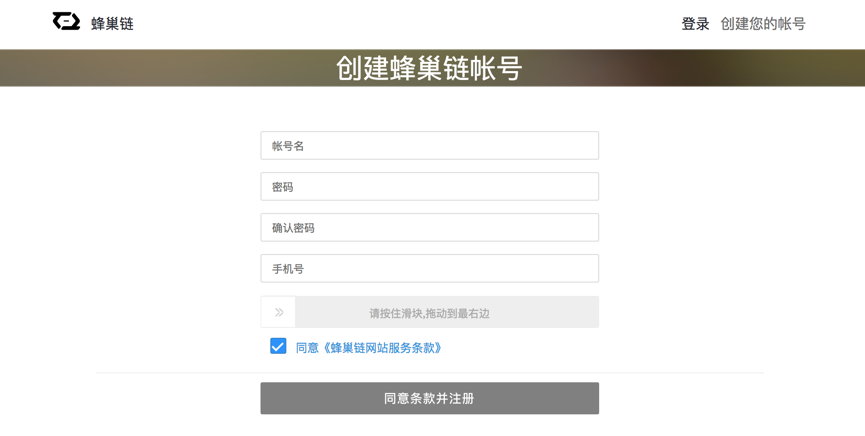 蜂巢链
登录 创建您的帐号
创建蜂巢链帐号
帐号名
密码
确认密码
手机号
请按住滑块,拖动到最右边
同意《蜂巢链网站服务条款》
同意条款并注册